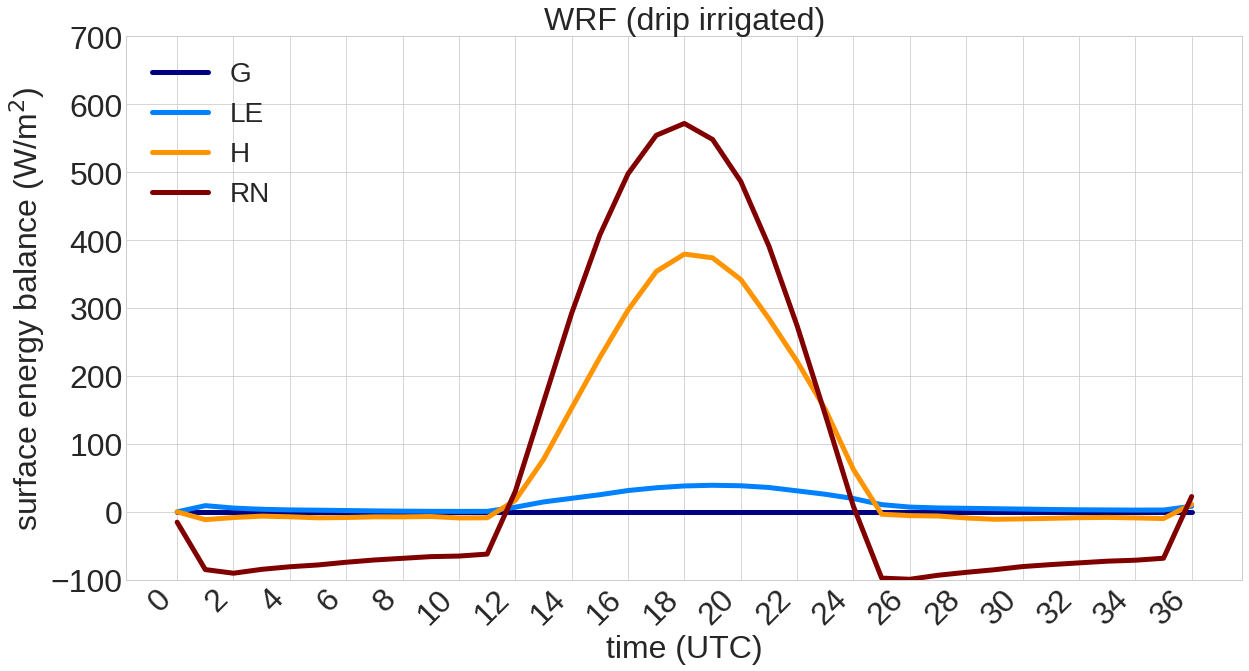 WRF (drip irrigated)
700
600
500
400
300
200
100
0
−100
surface energy balance (W/m²)
G
LE
H
RN
0 2 4 6 8 10 12 14 16 18 20 22 24 26 28 30 32 34 36
time (UTC)